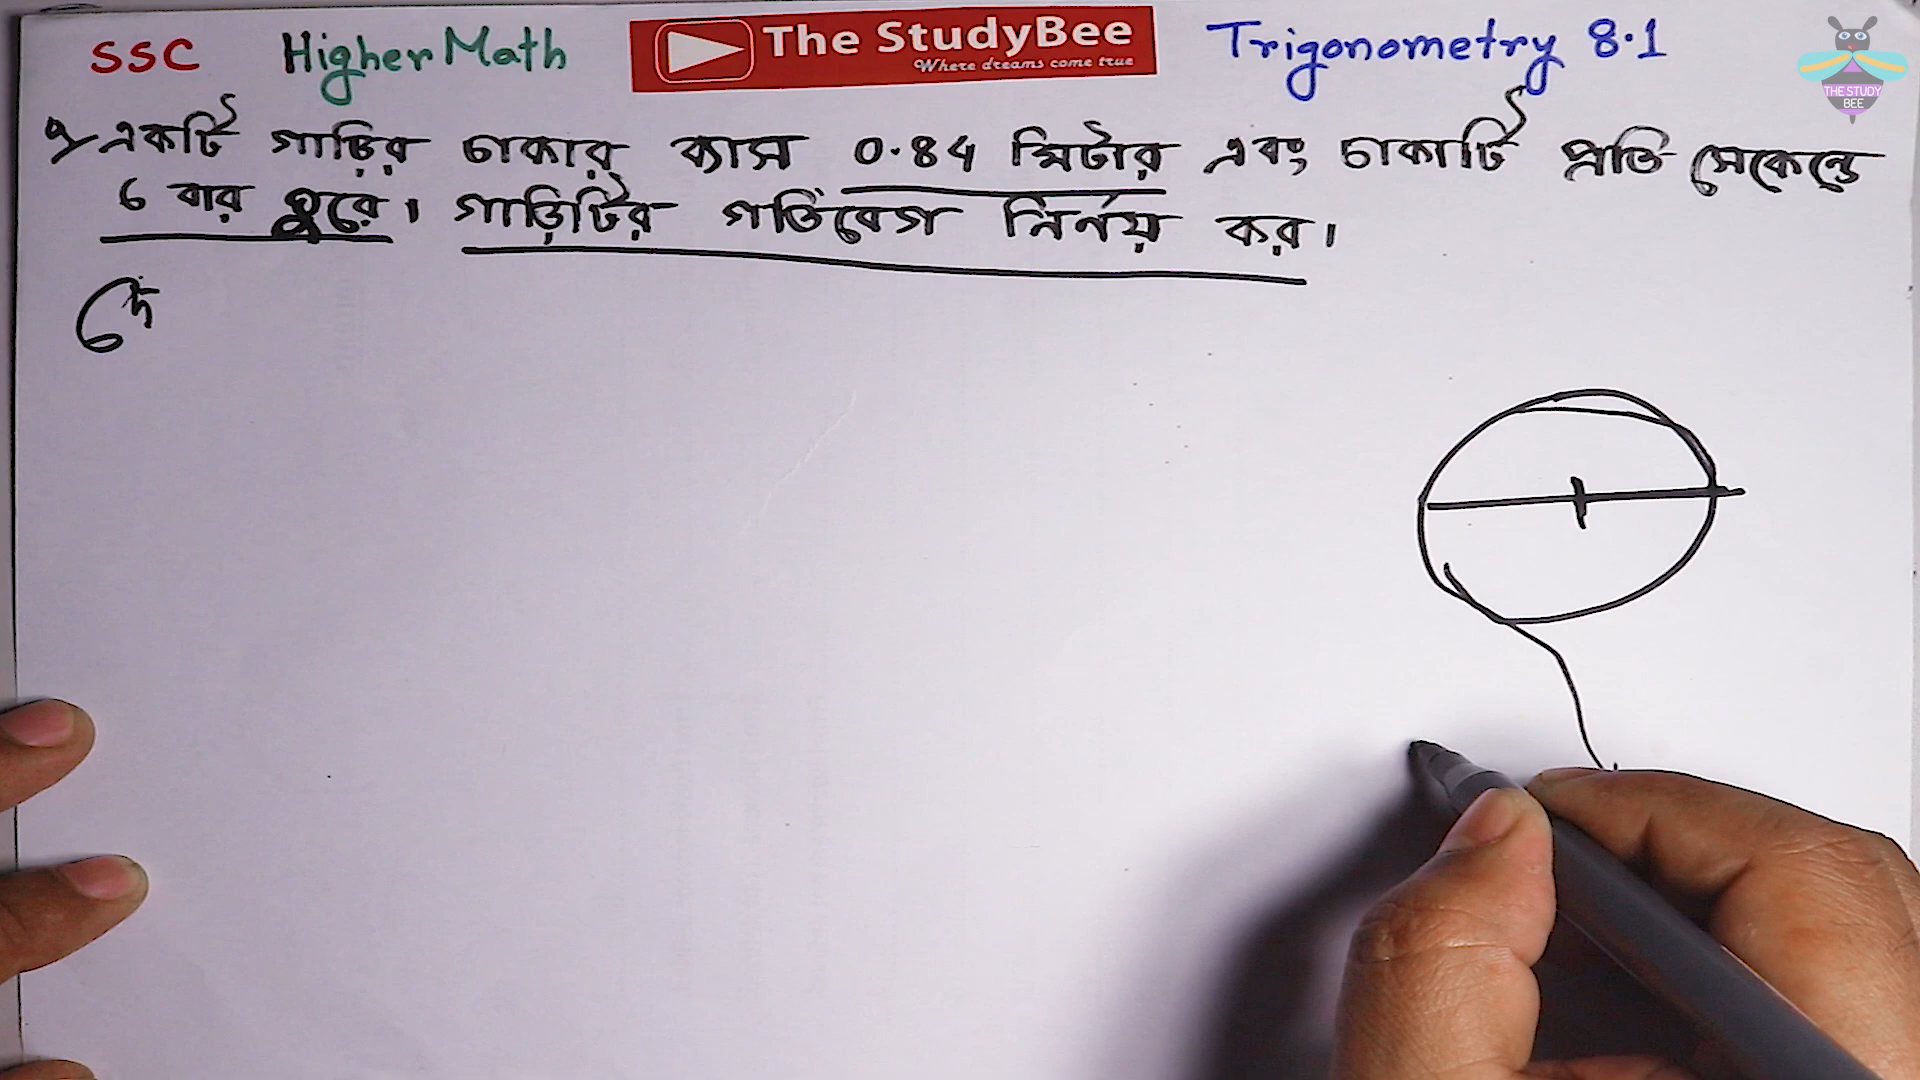 SSC Higher Math The StudyBee Trigonometry 8.1
Where dreams come true
THE STUDY
BEE
৭ একটি গাড়ির চাকার ব্যাস 0.84 মিটার এবং চাকাটি প্রতি সেকেন্ডে
6 বার ঘুরে। গাড়িটির গতিবেগ নির্ণয় কর।